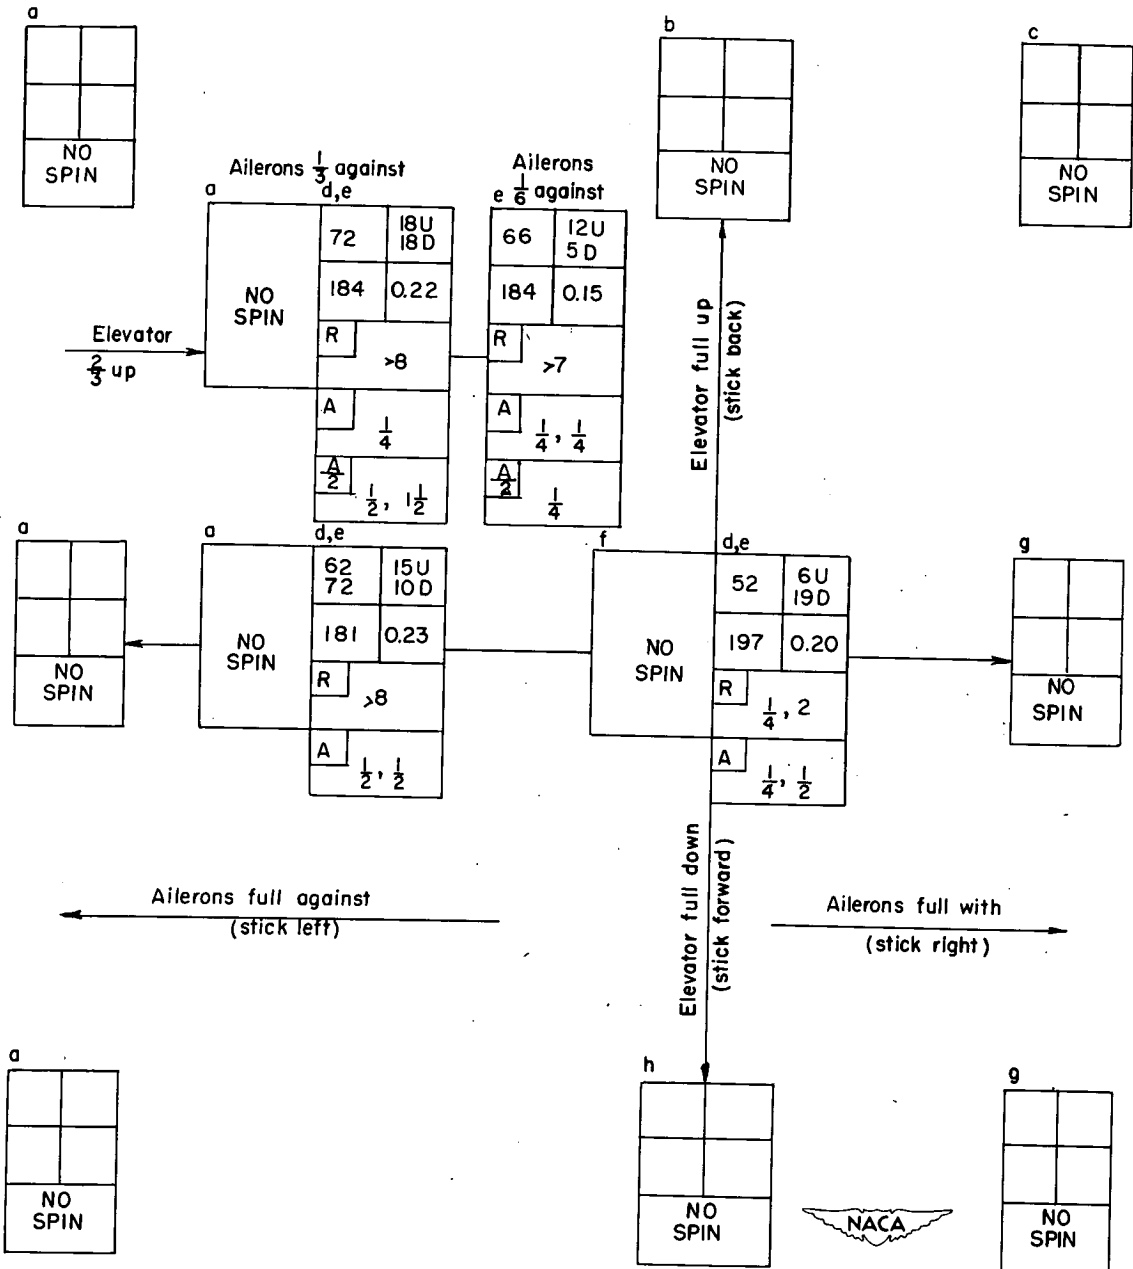 a
NO
SPIN
b
NO
SPIN
c
NO
SPIN
Ailerons 1/3 against
Ailerons
1/6 against
a
NO
SPIN
d,e
72
18U
18D
184
0.22
R
>8
A
1/4
A/2
1/2, 1 1/2
e
66
12U
5D
184
0.15
R
>7
A
1/4, 1/4
A/2
1/4
Elevator
2/3 up
Elevator full up
(stick back)
a
NO
SPIN
a
NO
SPIN
d,e
62
72
15U
10D
181
0.23
R
>8
A
1/2, 1/2
f
NO
SPIN
d,e
52
6U
19D
197
0.20
R
1/4, 2
A
1/4, 1/2
g
NO
SPIN
Ailerons full against
(stick left)
Elevator full down
(stick forward)
Ailerons full with
(stick right)
a
NO
SPIN
h
NO
SPIN
NACA
g
NO
SPIN